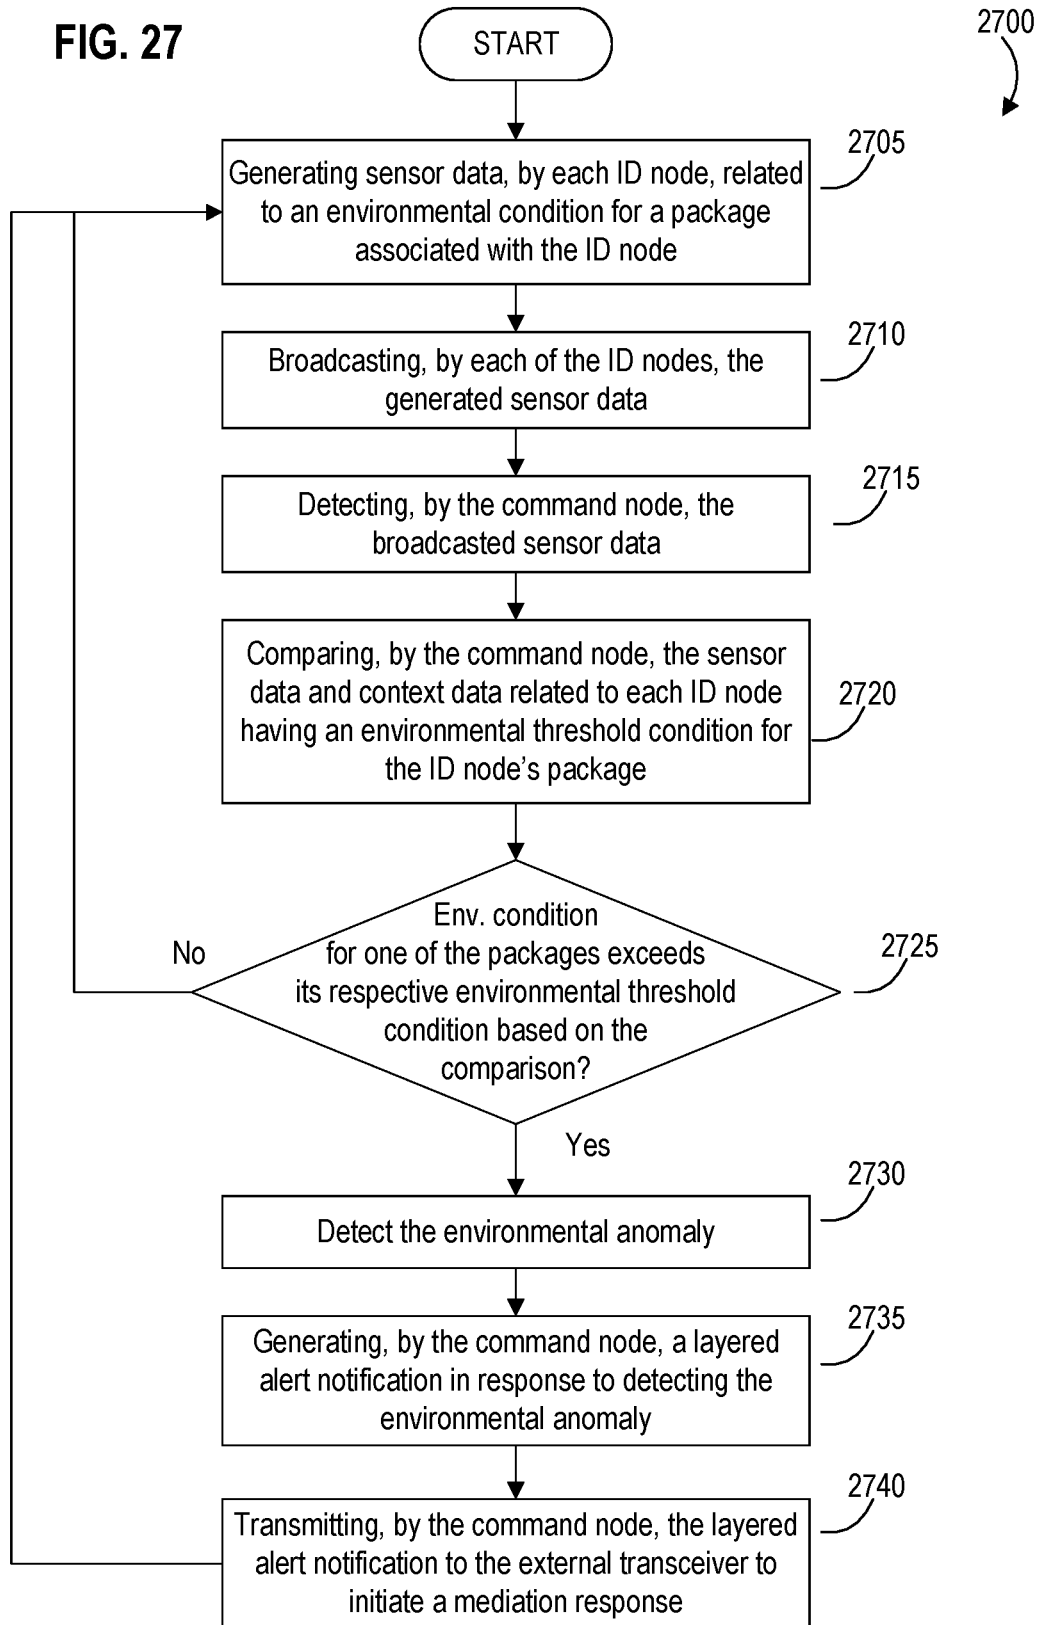 FIG. 27
START
2700
2705
Generating sensor data, by each ID node, related
to an environmental condition for a package
associated with the ID node
2710
Broadcasting, by each of the ID nodes, the
generated sensor data
2715
Detecting, by the command node, the
broadcasted sensor data
Comparing, by the command node, the sensor
data and context data related to each ID node
having an environmental threshold condition for
the ID node’s package
2720
Env. condition
for one of the packages exceeds
its respective environmental threshold
condition based on the
comparison?
No
2725
Yes
2730
Detect the environmental anomaly
2735
Generating, by the command node, a layered
alert notification in response to detecting the
environmental anomaly
2740
Transmitting, by the command node, the layered
alert notification to the external transceiver to
initiate a mediation response